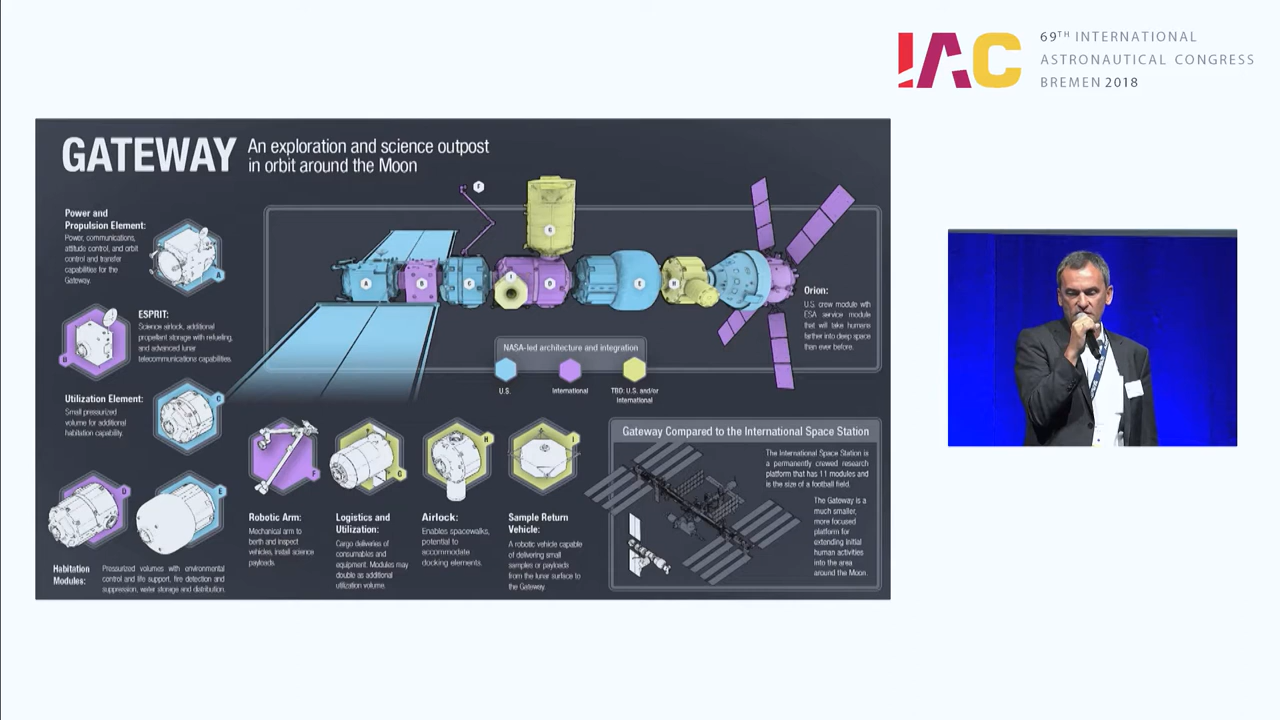 IAC
69TH INTERNATIONAL
ASTRONAUTICAL CONGRESS
BREMEN 2018
GATEWAY
An exploration and science outpost
in orbit around the Moon
Power and
Propulsion Element:
Power, communications,
attitude control, and orbit
control and transfer
capabilities for the
Gateway.
A
ESPRIT:
Science airlock, additional
propellant storage with refueling,
and advanced lunar
telecommunications capabilities.
B
Utilization Element:
Small pressurized
volume for additional
habitation capability.
C
D
E
Habitation
Modules:
Pressurized volumes with environmental
control and life support, fire detection and
suppression, water storage and distribution.
F
G
A
B
C
I
D
E
H
Orion:
U.S. crew module with
ESA service module
that will take humans
farther into deep space
than ever before.
NASA-led architecture and integration
U.S.
International
TBD: U.S. and/or
International
F
Robotic Arm:
Mechanical arm to
berth and inspect
vehicles, install science
payloads.
G
Logistics and
Utilization:
Cargo deliveries of
consumables and
equipment. Modules may
double as additional
utilization volume.
H
Airlock:
Enables spacewalks,
potential to
accommodate
docking elements.
I
Sample Return
Vehicle:
A robotic vehicle capable
of delivering small
samples or payloads
from the lunar surface to
the Gateway.
Gateway Compared to the International Space Station
The International Space Station is
a permanently crewed research
platform that has 11 modules and
is the size of a football field.
The Gateway is a
much smaller,
more focused
platform for
extending initial
human activities
into the area
around the Moon.